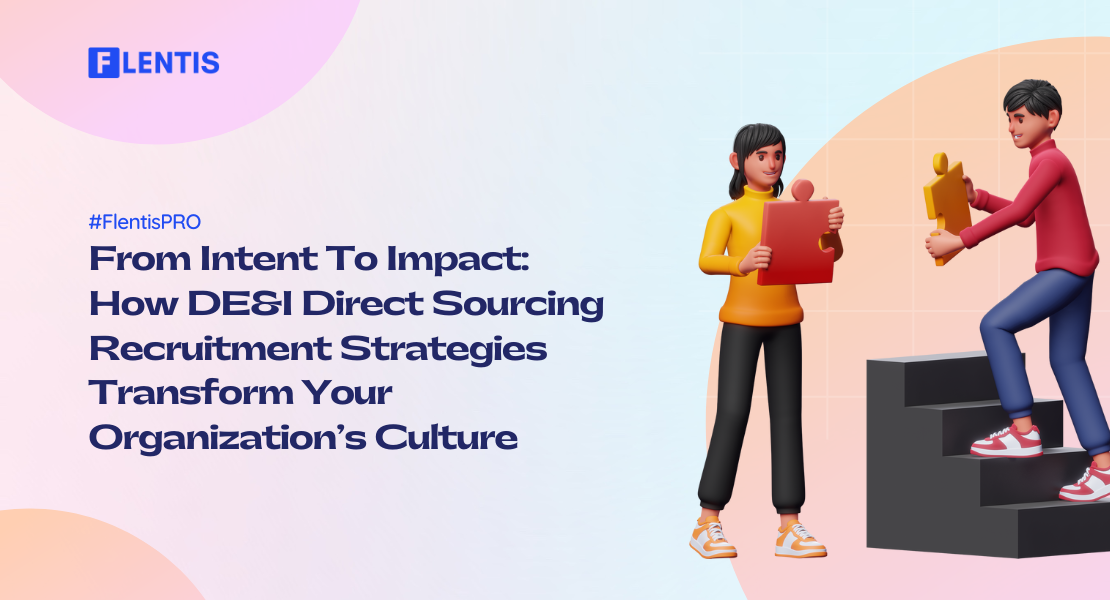 FLENTIS
#FlentisPRO
From Intent To Impact:
How DE&I Direct Sourcing
Recruitment Strategies
Transform Your
Organization’s Culture